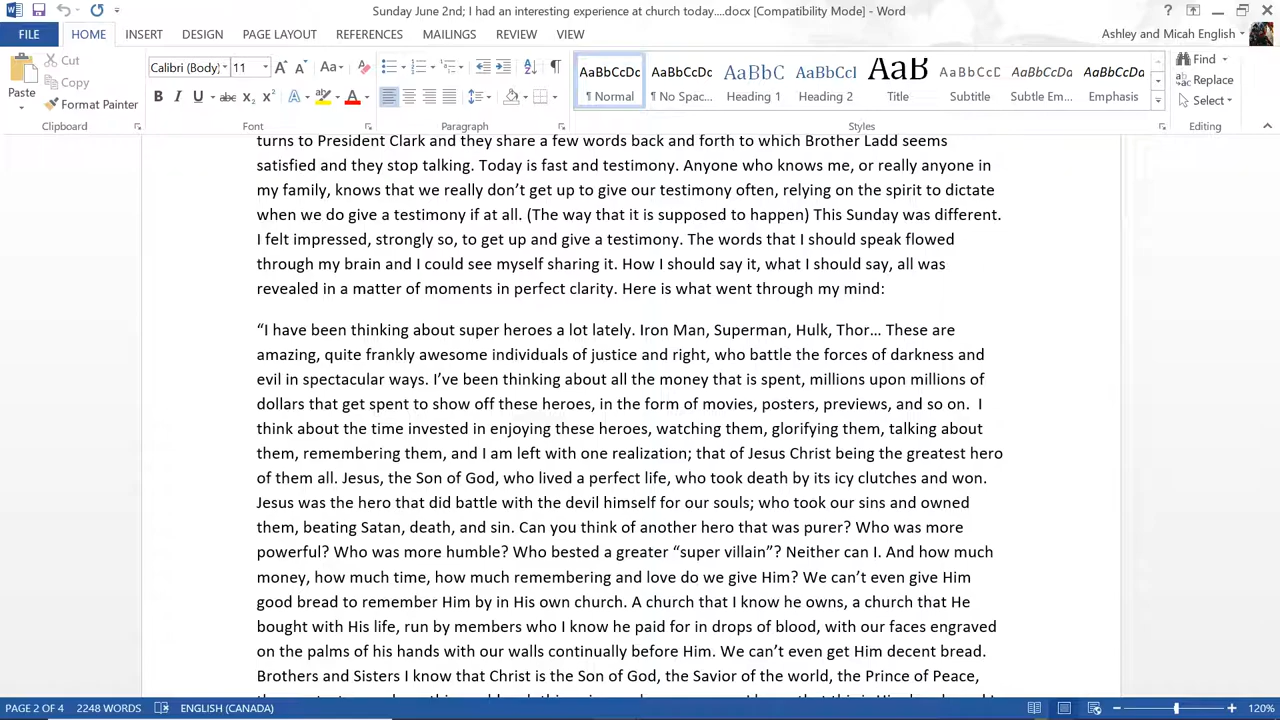 Sunday June 2nd; I had an interesting experience at church today....docx [Compatibility Mode] - Word
FILE HOME INSERT DESIGN PAGE LAYOUT REFERENCES MAILINGS REVIEW VIEW Ashley and Micah English
Cut
Copy
Format Painter
Paste
Clipboard
Calibri (Body) 11
Font
Paragraph
AaBbCcDc AaBbCcDc AaBbC AaBbCcI AaB AaBbCcD AaBbCcDc AaBbCcDc
¶ Normal ¶ No Spac... Heading 1 Heading 2 Title Subtitle Subtle Em... Emphasis
Styles
Find
Replace
Select
Editing
turns to President Clark and they share a few words back and forth to which Brother Ladd seems
satisfied and they stop talking. Today is fast and testimony. Anyone who knows me, or really anyone in
my family, knows that we really don’t get up to give our testimony often, relying on the spirit to dictate
when we do give a testimony if at all. (The way that it is supposed to happen) This Sunday was different.
I felt impressed, strongly so, to get up and give a testimony. The words that I should speak flowed
through my brain and I could see myself sharing it. How I should say it, what I should say, all was
revealed in a matter of moments in perfect clarity. Here is what went through my mind:
“I have been thinking about super heroes a lot lately. Iron Man, Superman, Hulk, Thor… These are
amazing, quite frankly awesome individuals of justice and right, who battle the forces of darkness and
evil in spectacular ways. I’ve been thinking about all the money that is spent, millions upon millions of
dollars that get spent to show off these heroes, in the form of movies, posters, previews, and so on.  I
think about the time invested in enjoying these heroes, watching them, glorifying them, talking about
them, remembering them, and I am left with one realization; that of Jesus Christ being the greatest hero
of them all. Jesus, the Son of God, who lived a perfect life, who took death by its icy clutches and won.
Jesus was the hero that did battle with the devil himself for our souls; who took our sins and owned
them, beating Satan, death, and sin. Can you think of another hero that was purer? Who was more
powerful? Who was more humble? Who bested a greater “super villain”? Neither can I. And how much
money, how much time, how much remembering and love do we give Him? We can’t even give Him
good bread to remember Him by in His own church. A church that I know he owns, a church that He
bought with His life, run by members who I know he paid for in drops of blood, with our faces engraved
on the palms of his hands with our walls continually before Him. We can’t even get Him decent bread.
Brothers and Sisters I know that Christ is the Son of God, the Savior of the world, the Prince of Peace,
PAGE 2 OF 4 2248 WORDS ENGLISH (CANADA) 120%